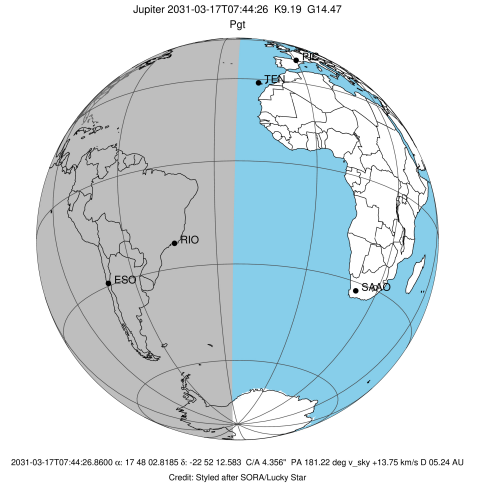 Jupiter 2031-03-17T07:44:26 K9.19 G14.47
Pgt
PIC
TEN
RIO
ESO
SAAO
2031-03-17T07:44:26.8600 α: 17 48 02.8185 δ: -22 52 12.583 C/A 4.356" PA 181.22 deg v_sky +13.75 km/s D 05.24 AU
Credit: Styled after SORA/Lucky Star